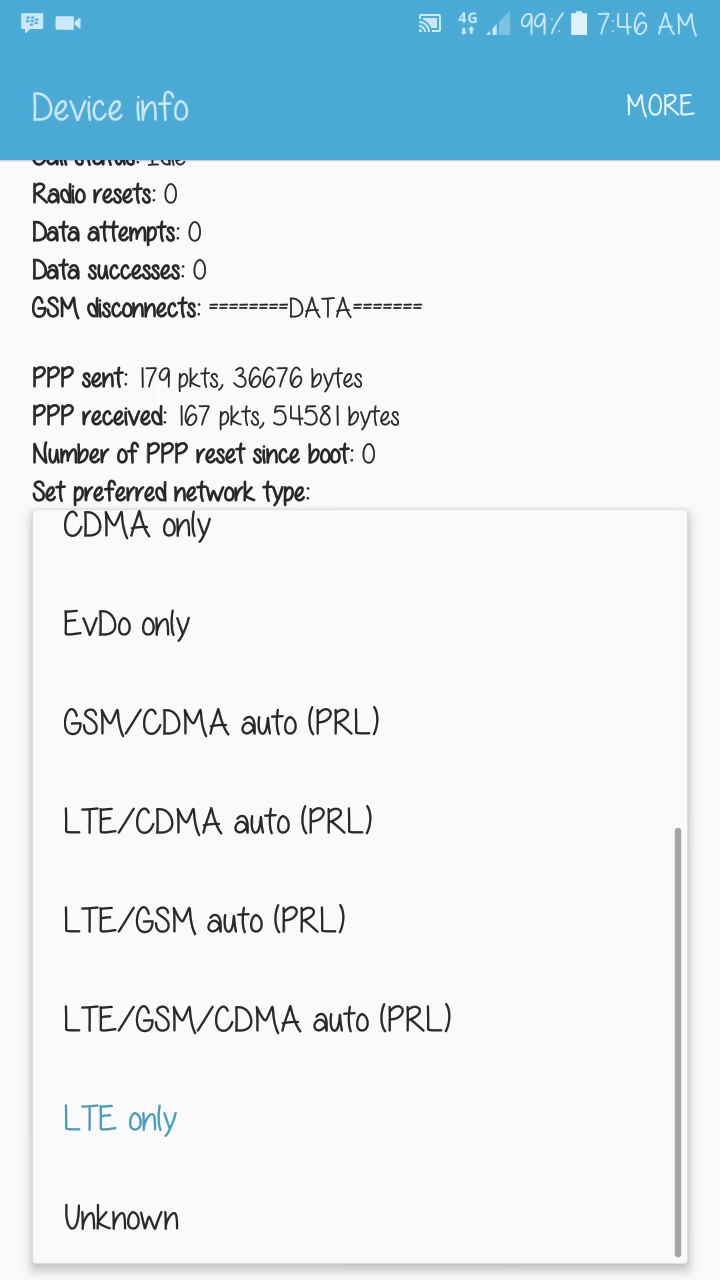 4G 99% 7:46 AM
Device info MORE
Call status: Idle
Radio resets: 0
Data attempts: 0
Data successes: 0
GSM disconnects: ========DATA=======
PPP sent: 179 pkts, 36676 bytes
PPP received: 167 pkts, 54581 bytes
Number of PPP reset since boot: 0
Set preferred network type:
CDMA only
EvDo only
GSM/CDMA auto (PRL)
LTE/CDMA auto (PRL)
LTE/GSM auto (PRL)
LTE/GSM/CDMA auto (PRL)
LTE only
Unknown